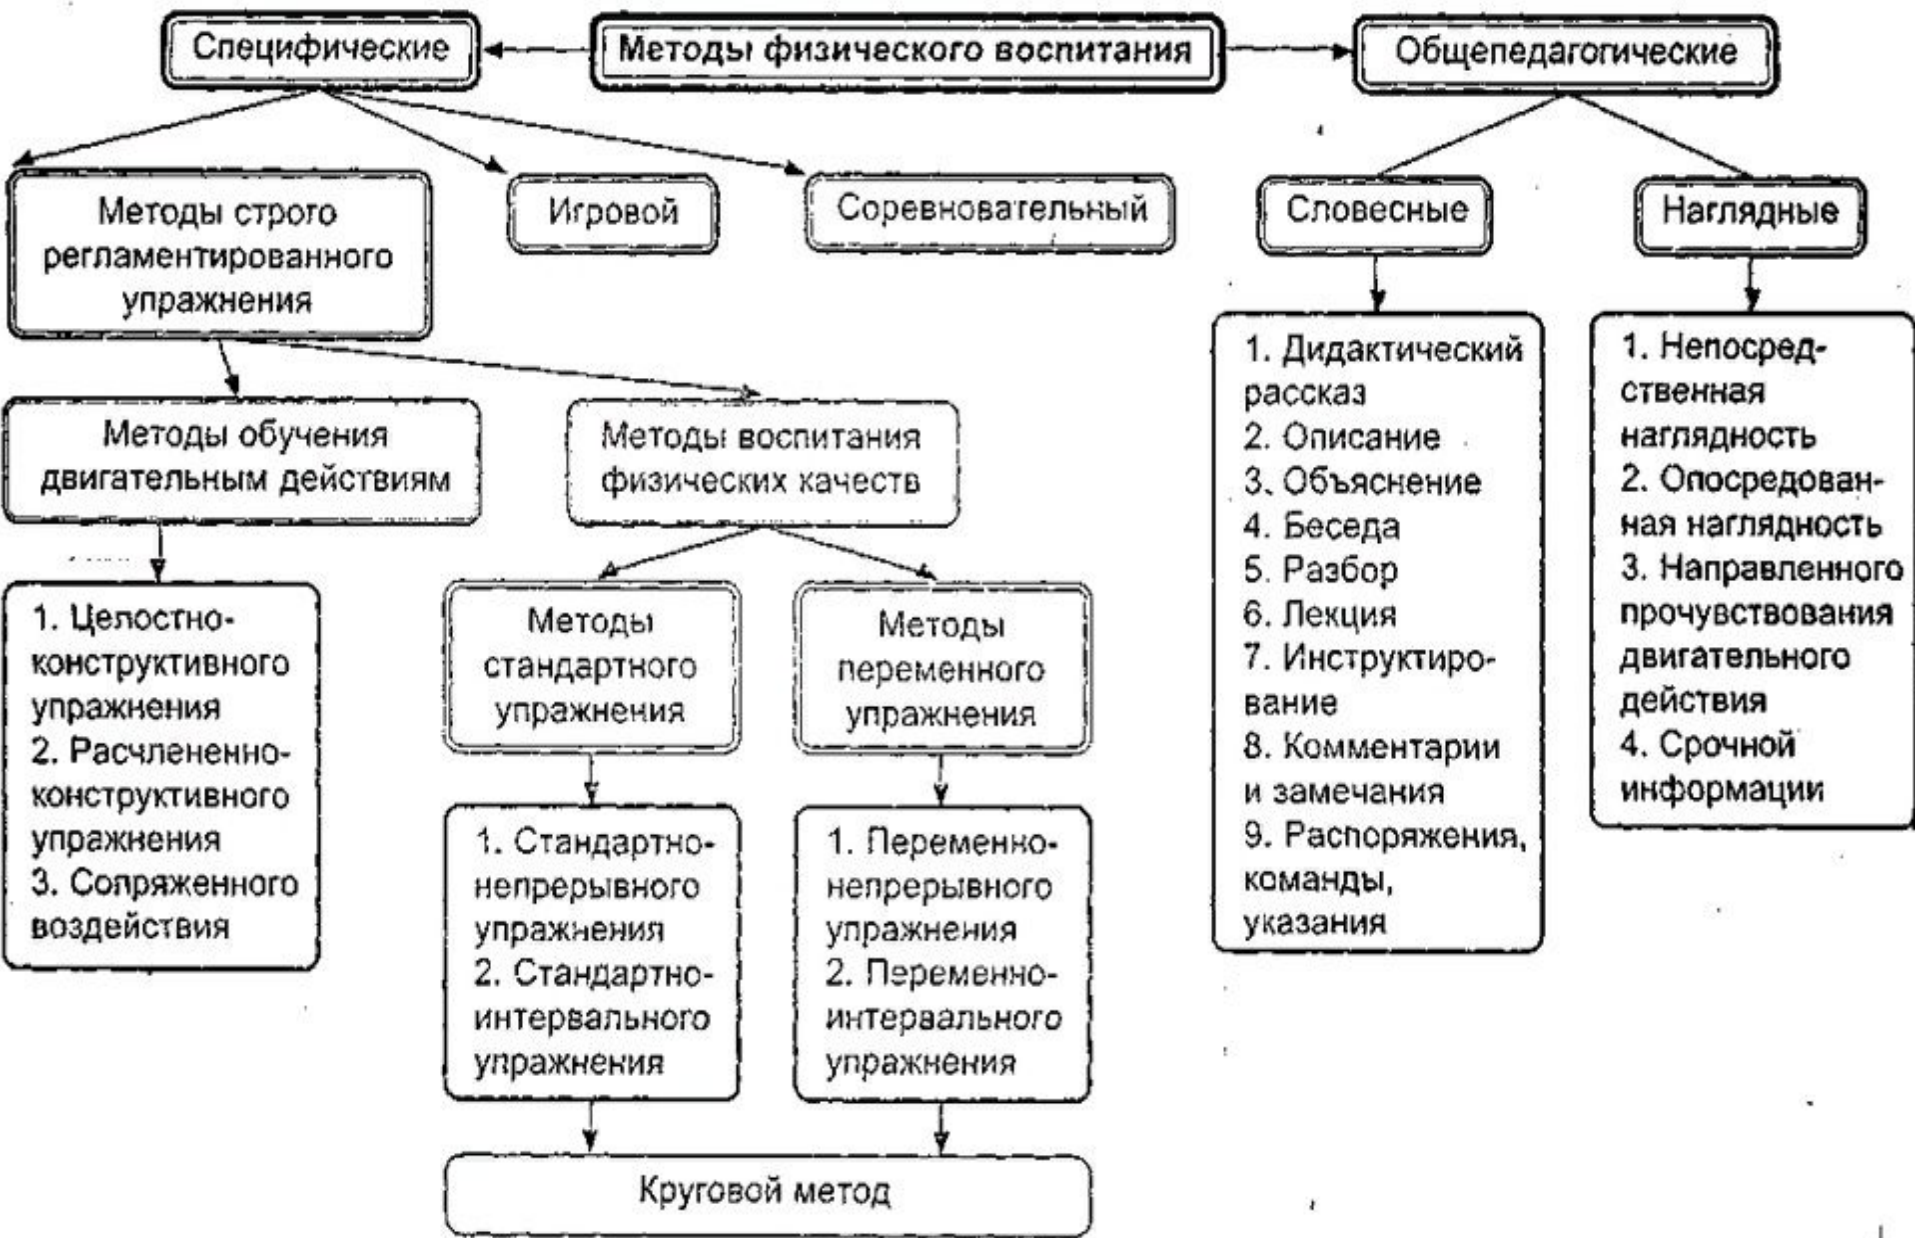 Специфические
Методы физического воспитания
Общепедагогические
Методы строго
регламентированного
упражнения
Игровой
Соревновательный
Словесные
Наглядные
Методы обучения
двигательным действиям
Методы воспитания
физических качеств
1. Целостно-
конструктивного
упражнения
2. Расчлененно-
конструктивного
упражнения
3. Сопряженного
воздействия
Методы
стандартного
упражнения
Методы
переменного
упражнения
1. Стандартно-
непрерывного
упражнения
2. Стандартно-
интервального
упражнения
1. Переменно-
непрерывного
упражнения
2. Переменно-
интервального
упражнения
Круговой метод
1. Дидактический
рассказ
2. Описание
3. Объяснение
4. Беседа
5. Разбор
6. Лекция
7. Инструктиро-
вание
8. Комментарии
и замечания
9. Распоряжения,
команды,
указания
1. Непосред-
ственная
наглядность
2. Опосредован-
ная наглядность
3. Направленного
прочувствования
двигательного
действия
4. Срочной
информации